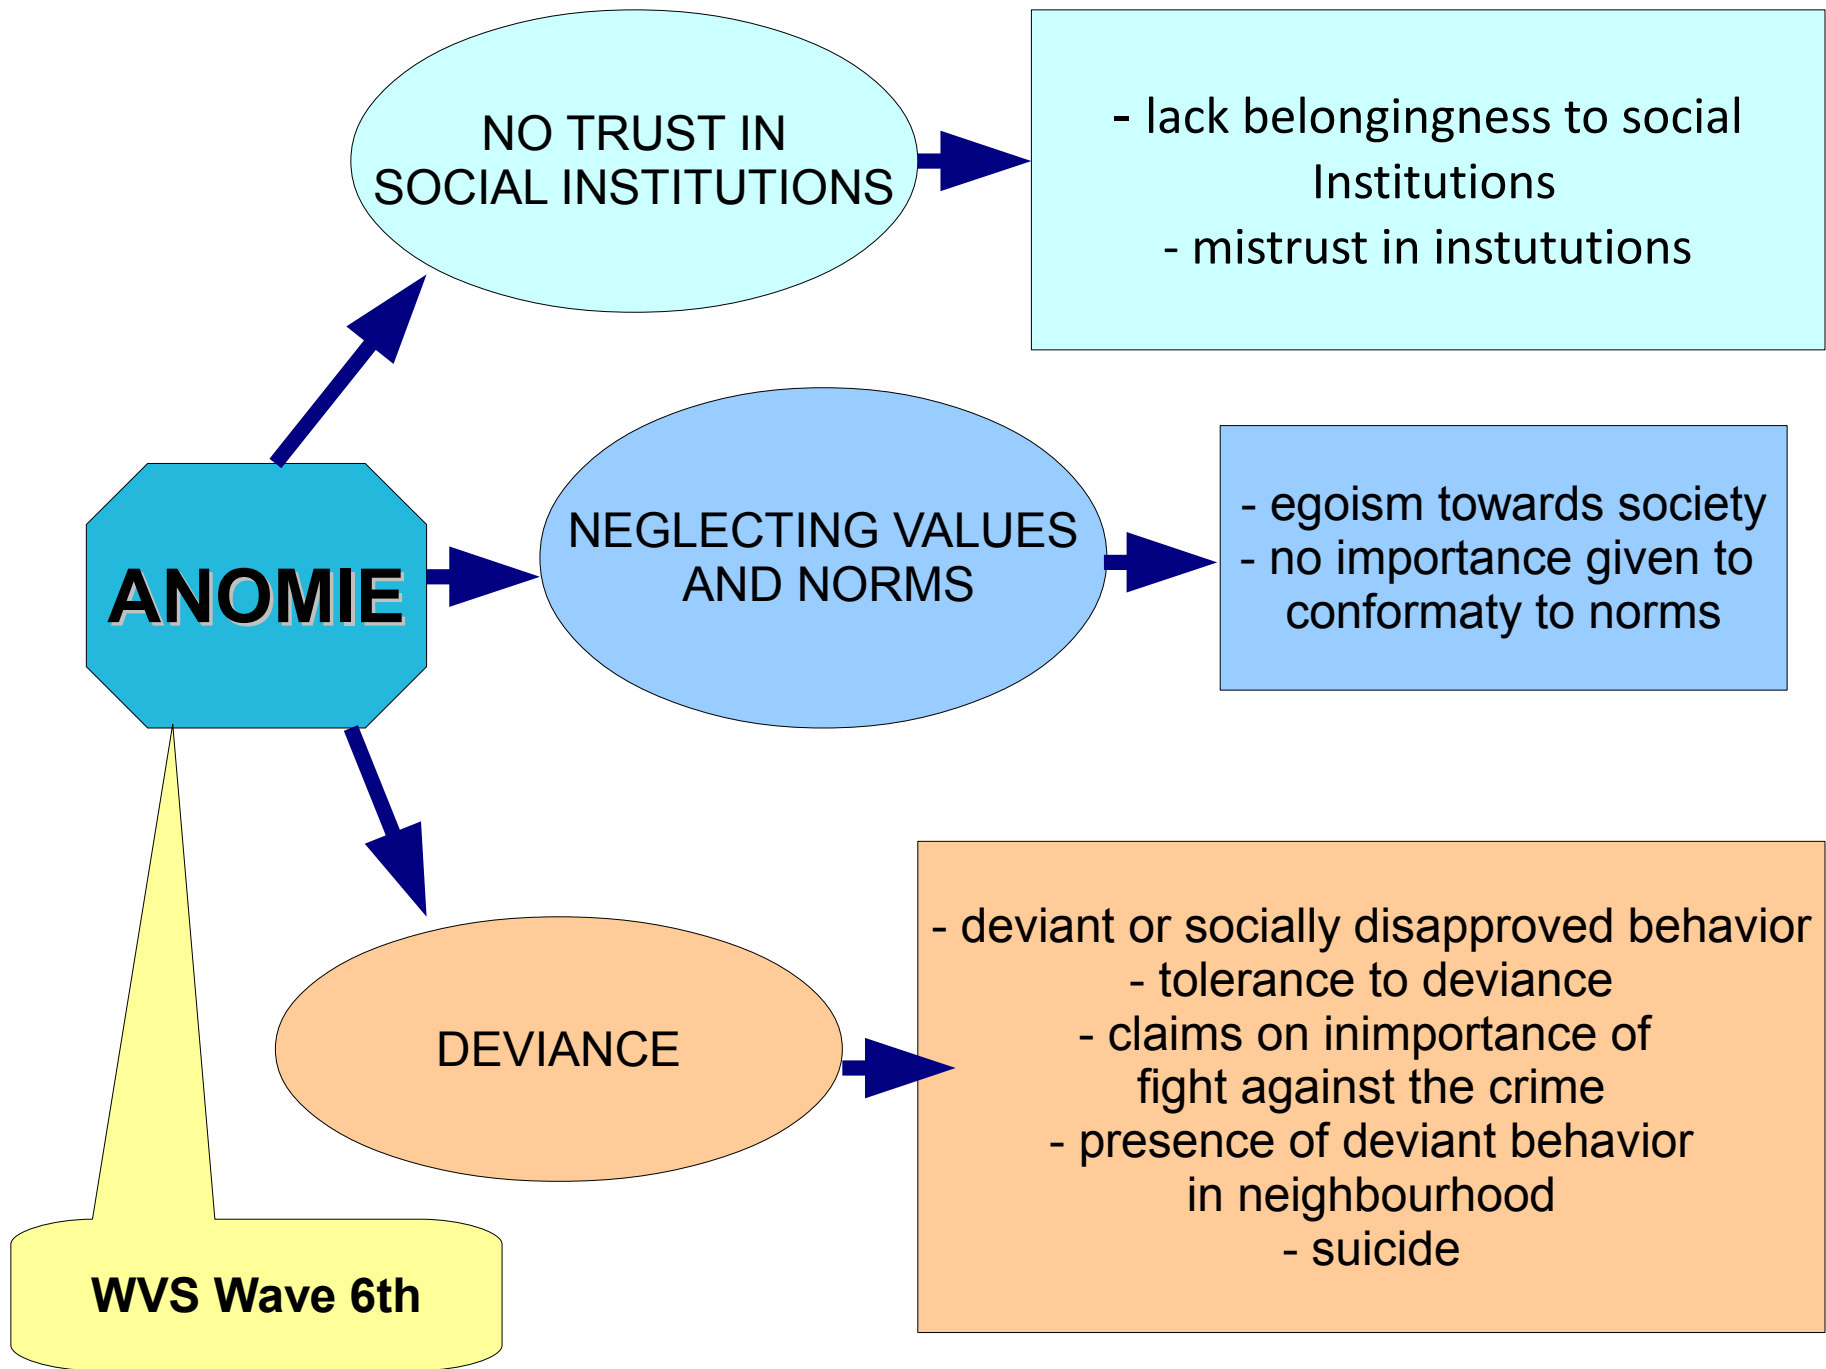 NO TRUST IN
SOCIAL INSTITUTIONS
- lack belongingness to social
Institutions
- mistrust in instututions
ANOMIE
NEGLECTING VALUES
AND NORMS
- egoism towards society
- no importance given to
conformaty to norms
DEVIANCE
- deviant or socially disapproved behavior
- tolerance to deviance
- claims on inimportance of
fight against the crime
- presence of deviant behavior
in neighbourhood
- suicide
WVS Wave 6th